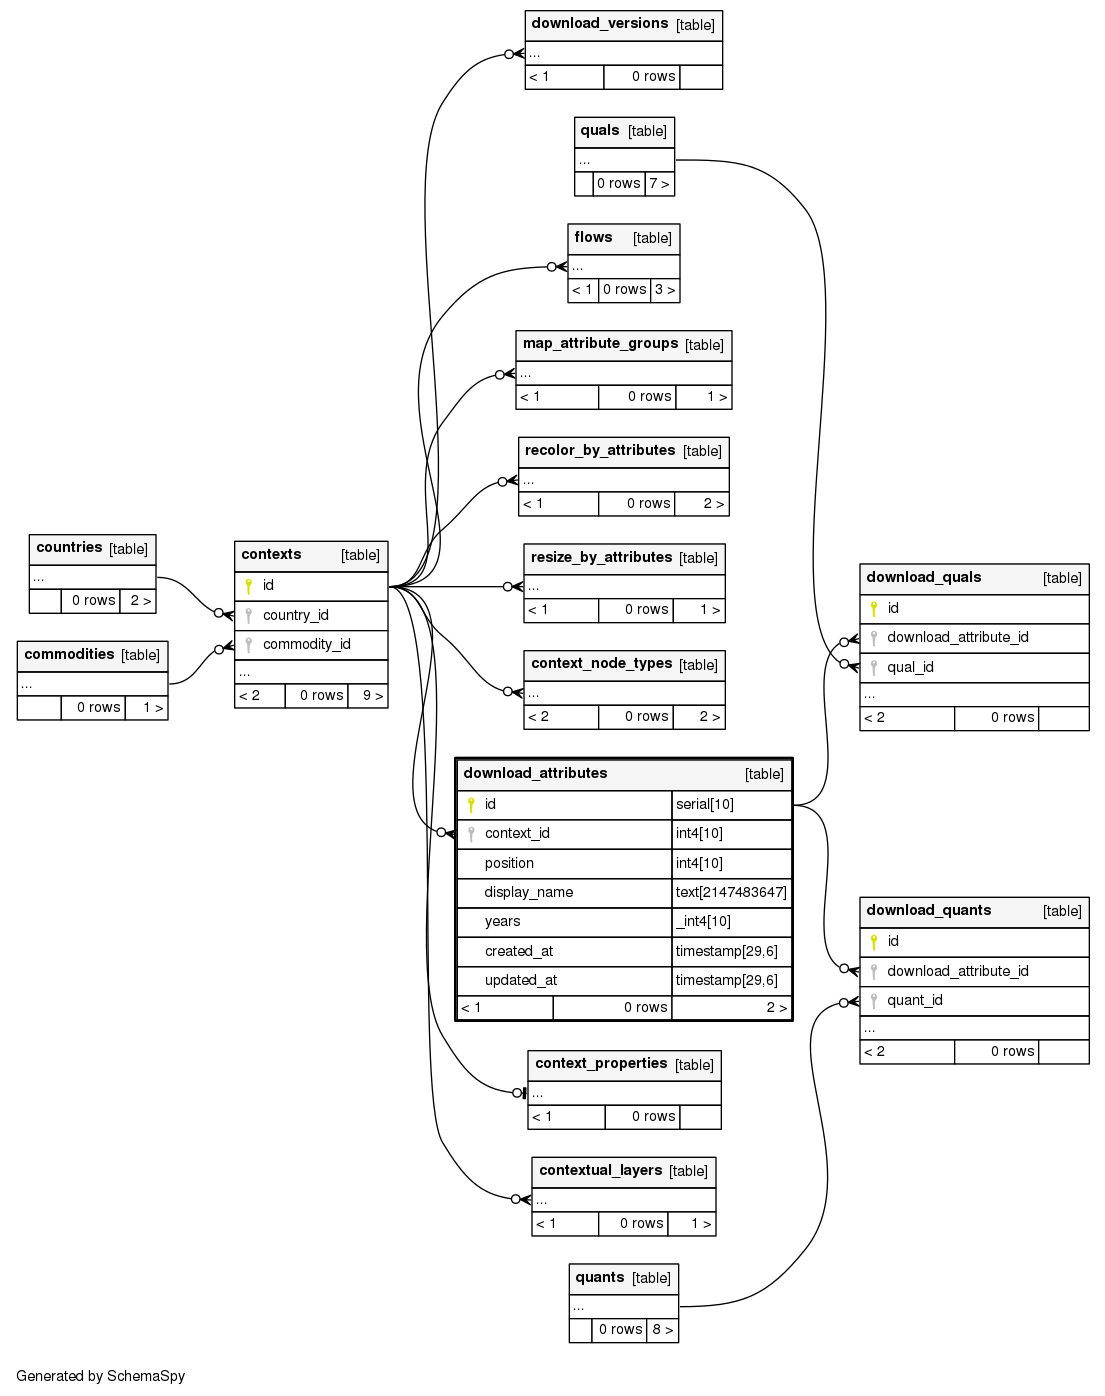 download_versions [table]
...
< 1 0 rows
quals [table]
...
0 rows 7 >
flows [table]
...
< 1 0 rows 3 >
map_attribute_groups [table]
...
< 1 0 rows 1 >
recolor_by_attributes [table]
...
< 1 0 rows 2 >
countries [table]
...
0 rows 2 >
commodities [table]
...
0 rows 1 >
contexts [table]
id
country_id
commodity_id
...
< 2 0 rows 9 >
resize_by_attributes [table]
...
< 1 0 rows 1 >
context_node_types [table]
...
< 2 0 rows 2 >
download_quals [table]
id
download_attribute_id
qual_id
...
< 2 0 rows
download_attributes [table]
id serial[10]
context_id int4[10]
position int4[10]
display_name text[2147483647]
years _int4[10]
created_at timestamp[29,6]
updated_at timestamp[29,6]
< 1 0 rows 2 >
download_quants [table]
id
download_attribute_id
quant_id
...
< 2 0 rows
context_properties [table]
...
< 1 0 rows
contextual_layers [table]
...
< 1 0 rows 1 >
quants [table]
...
0 rows 8 >
Generated by SchemaSpy